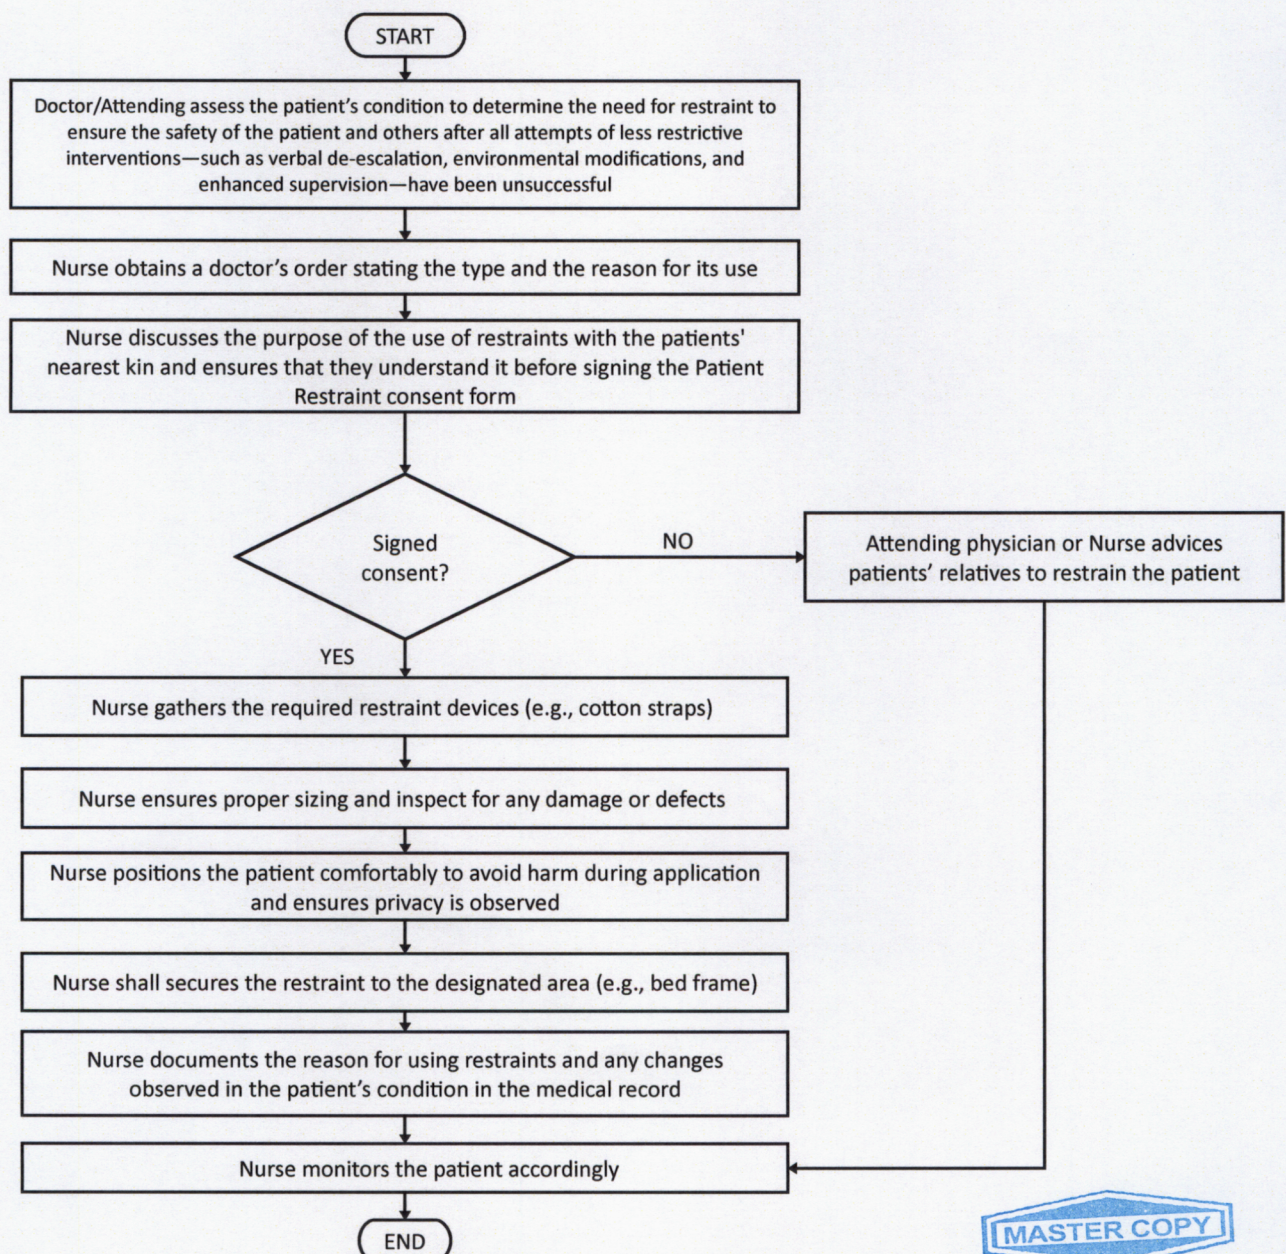 START
Doctor/Attending assess the patient’s condition to determine the need for restraint to
ensure the safety of the patient and others after all attempts of less restrictive
interventions—such as verbal de-escalation, environmental modifications, and
enhanced supervision—have been unsuccessful
Nurse obtains a doctor’s order stating the type and the reason for its use
Nurse discusses the purpose of the use of restraints with the patients'
nearest kin and ensures that they understand it before signing the Patient
Restraint consent form
Signed
consent?
NO
Attending physician or Nurse advices
patients’ relatives to restrain the patient
YES
Nurse gathers the required restraint devices (e.g., cotton straps)
Nurse ensures proper sizing and inspect for any damage or defects
Nurse positions the patient comfortably to avoid harm during application
and ensures privacy is observed
Nurse shall secures the restraint to the designated area (e.g., bed frame)
Nurse documents the reason for using restraints and any changes
observed in the patient’s condition in the medical record
Nurse monitors the patient accordingly
END
MASTER COPY